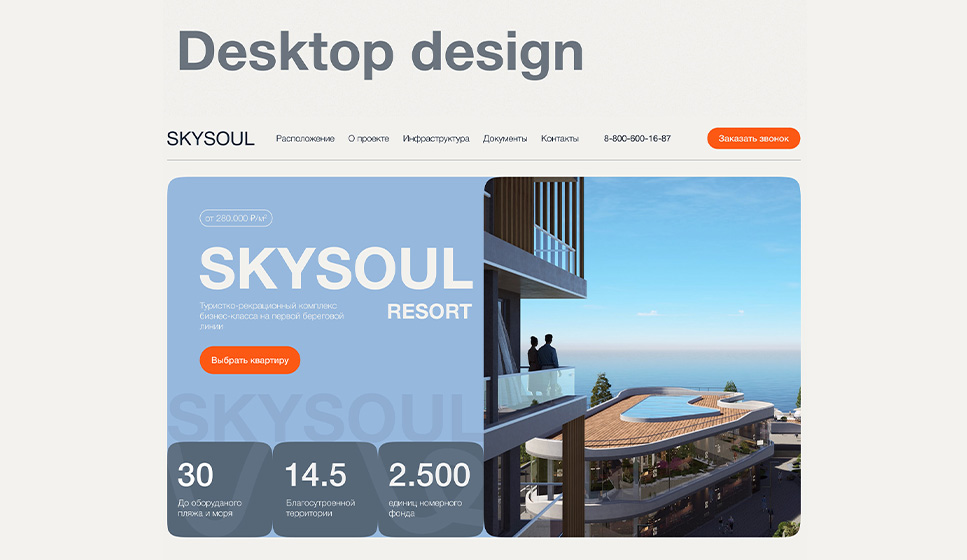 Desktop design
SKYSOUL Расположение О проекте Инфраструктура Документы Контакты 8-800-600-16-87 Заказать звонок
от 280.000 ₽/м²
SKYSOUL
RESORT
Туристко-рекрационный комплекс
бизнес-класса на первой береговой
линии
Выбрать квартиру
SKYSOUL
30
До оборуданого
пляжа и моря
14.5
Благосутроенной
территории
2.500
единиц номерного
фонда